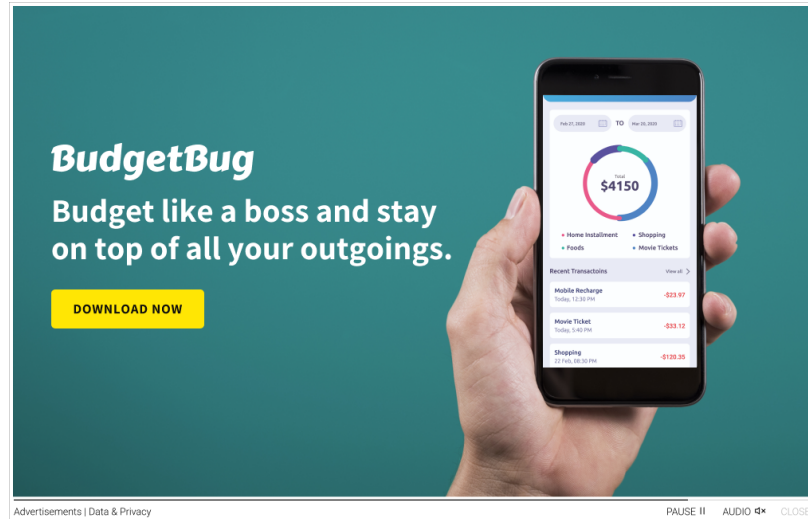 BudgetBug
Budget like a boss and stay
on top of all your outgoings.
DOWNLOAD NOW
Feb 27, 2020
TO
Mar 20, 2020
Total
$4150
Home Installment
Shopping
Foods
Movie Tickets
Recent Transactoins
View all
Mobile Recharge
Today, 12:30 PM
-$23.97
Movie Ticket
Today, 5:40 PM
-$33.12
Shopping
22 Feb, 08:30 PM
-$120.35
Advertisements | Data & Privacy
PAUSE
AUDIO
CLOSE